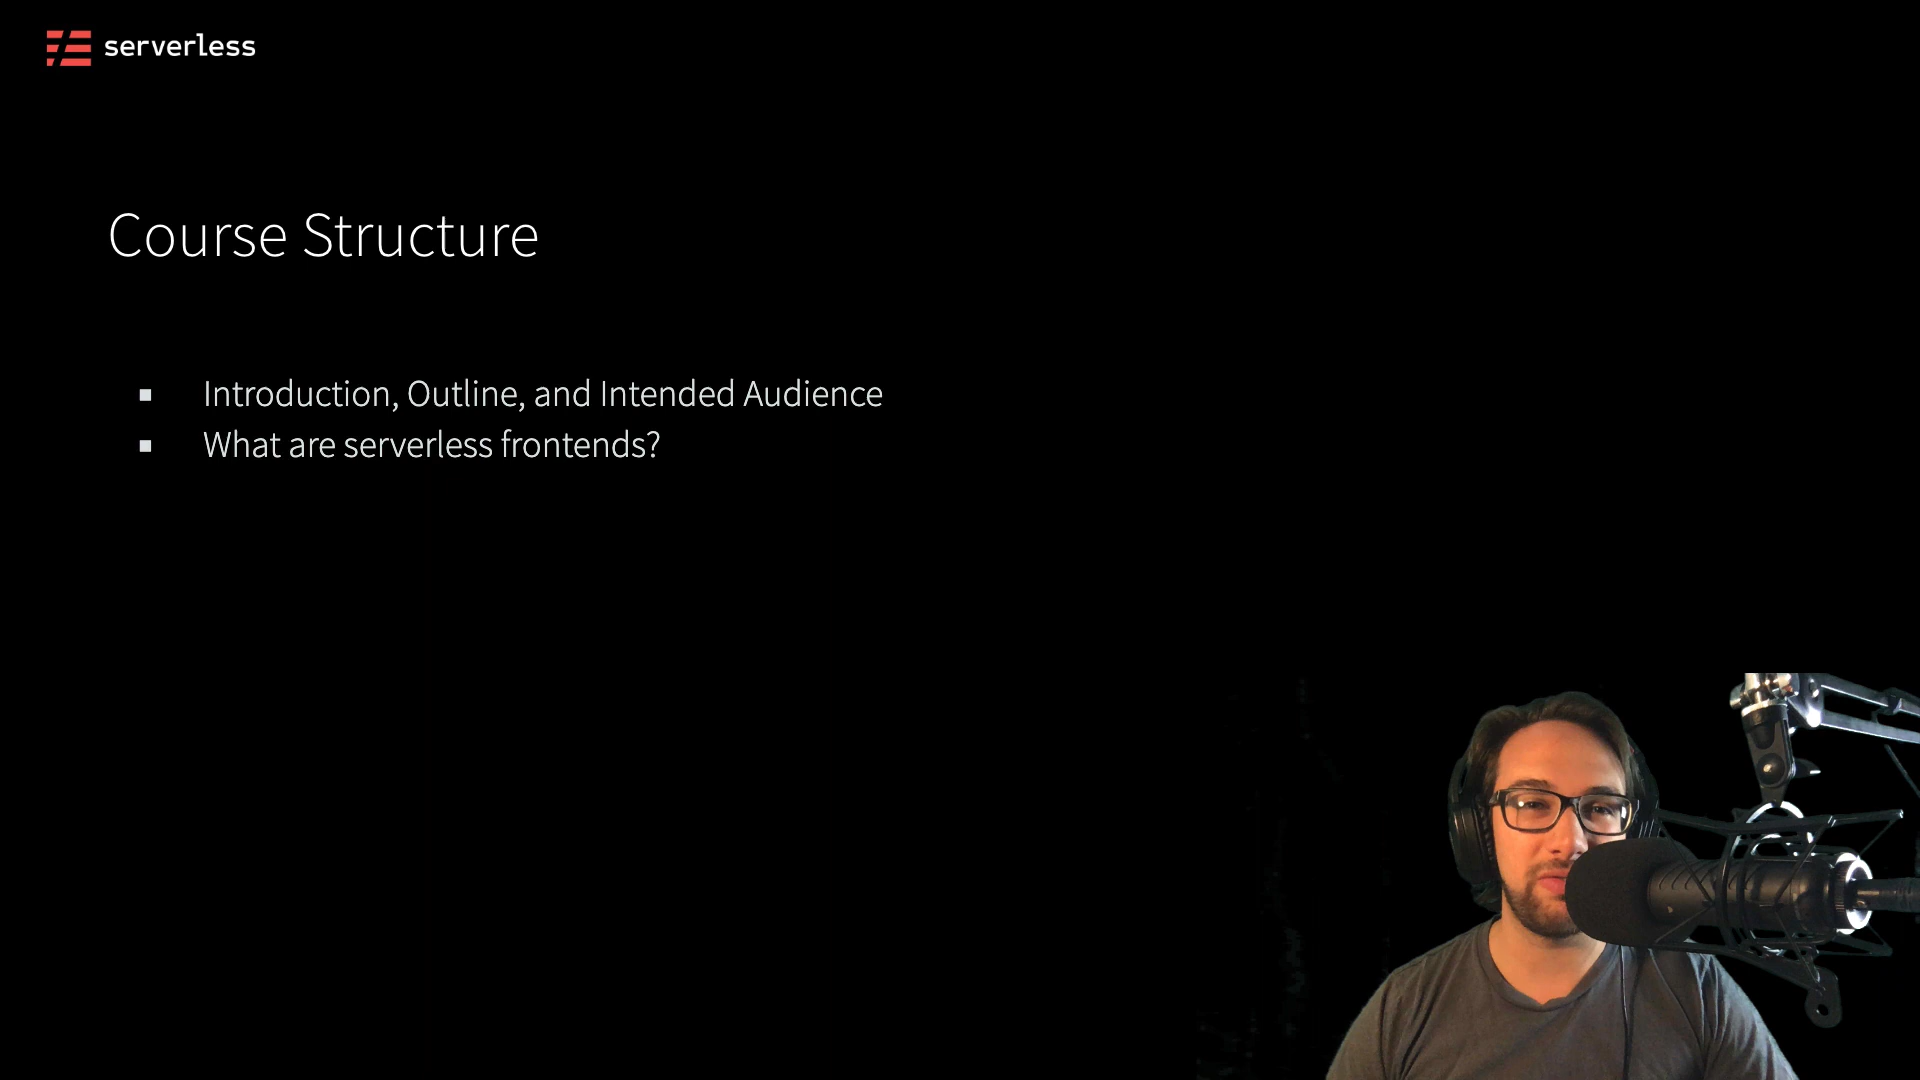 serverless
Course Structure
Introduction, Outline, and Intended Audience
What are serverless frontends?